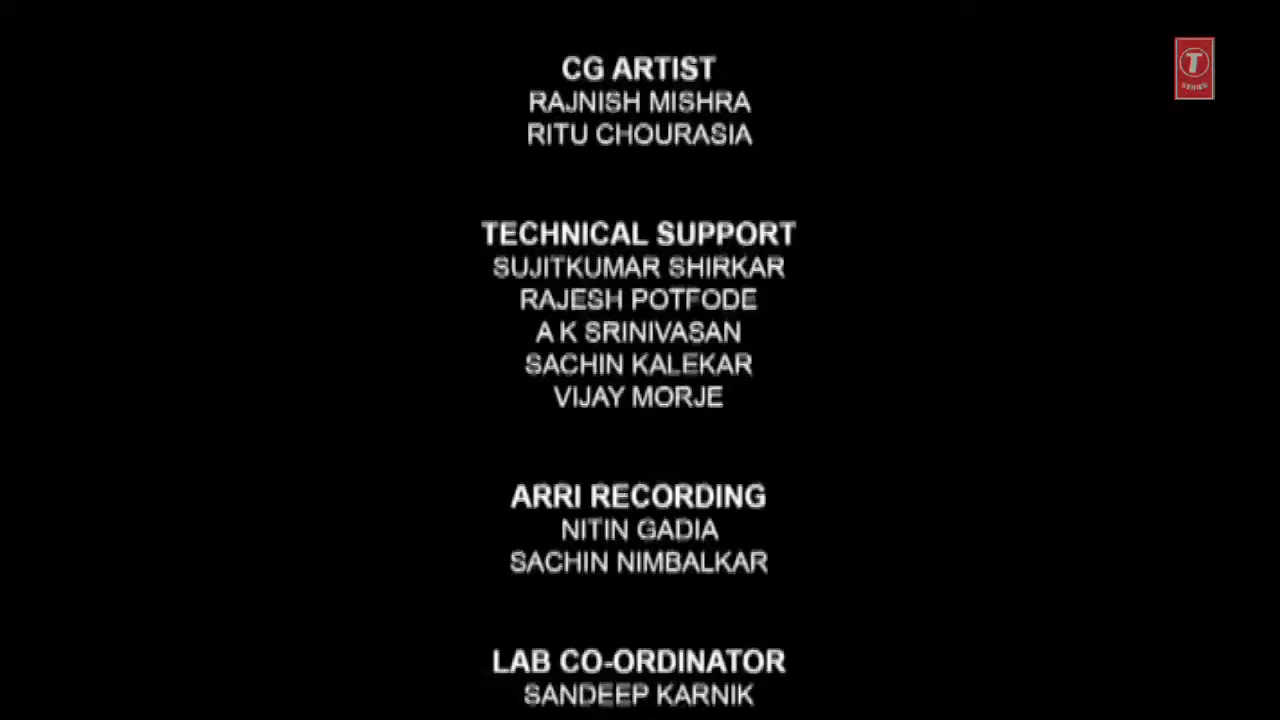 CG ARTIST
RAJNISH MISHRA
RITU CHOURASIA
TECHNICAL SUPPORT
SUJITKUMAR SHIRKAR
RAJESH POTFODE
A K SRINIVASAN
SACHIN KALEKAR
VIJAY MORJE
ARRI RECORDING
NITIN GADIA
SACHIN NIMBALKAR
LAB CO-ORDINATOR
SANDEEP KARNIK
T
SERIES